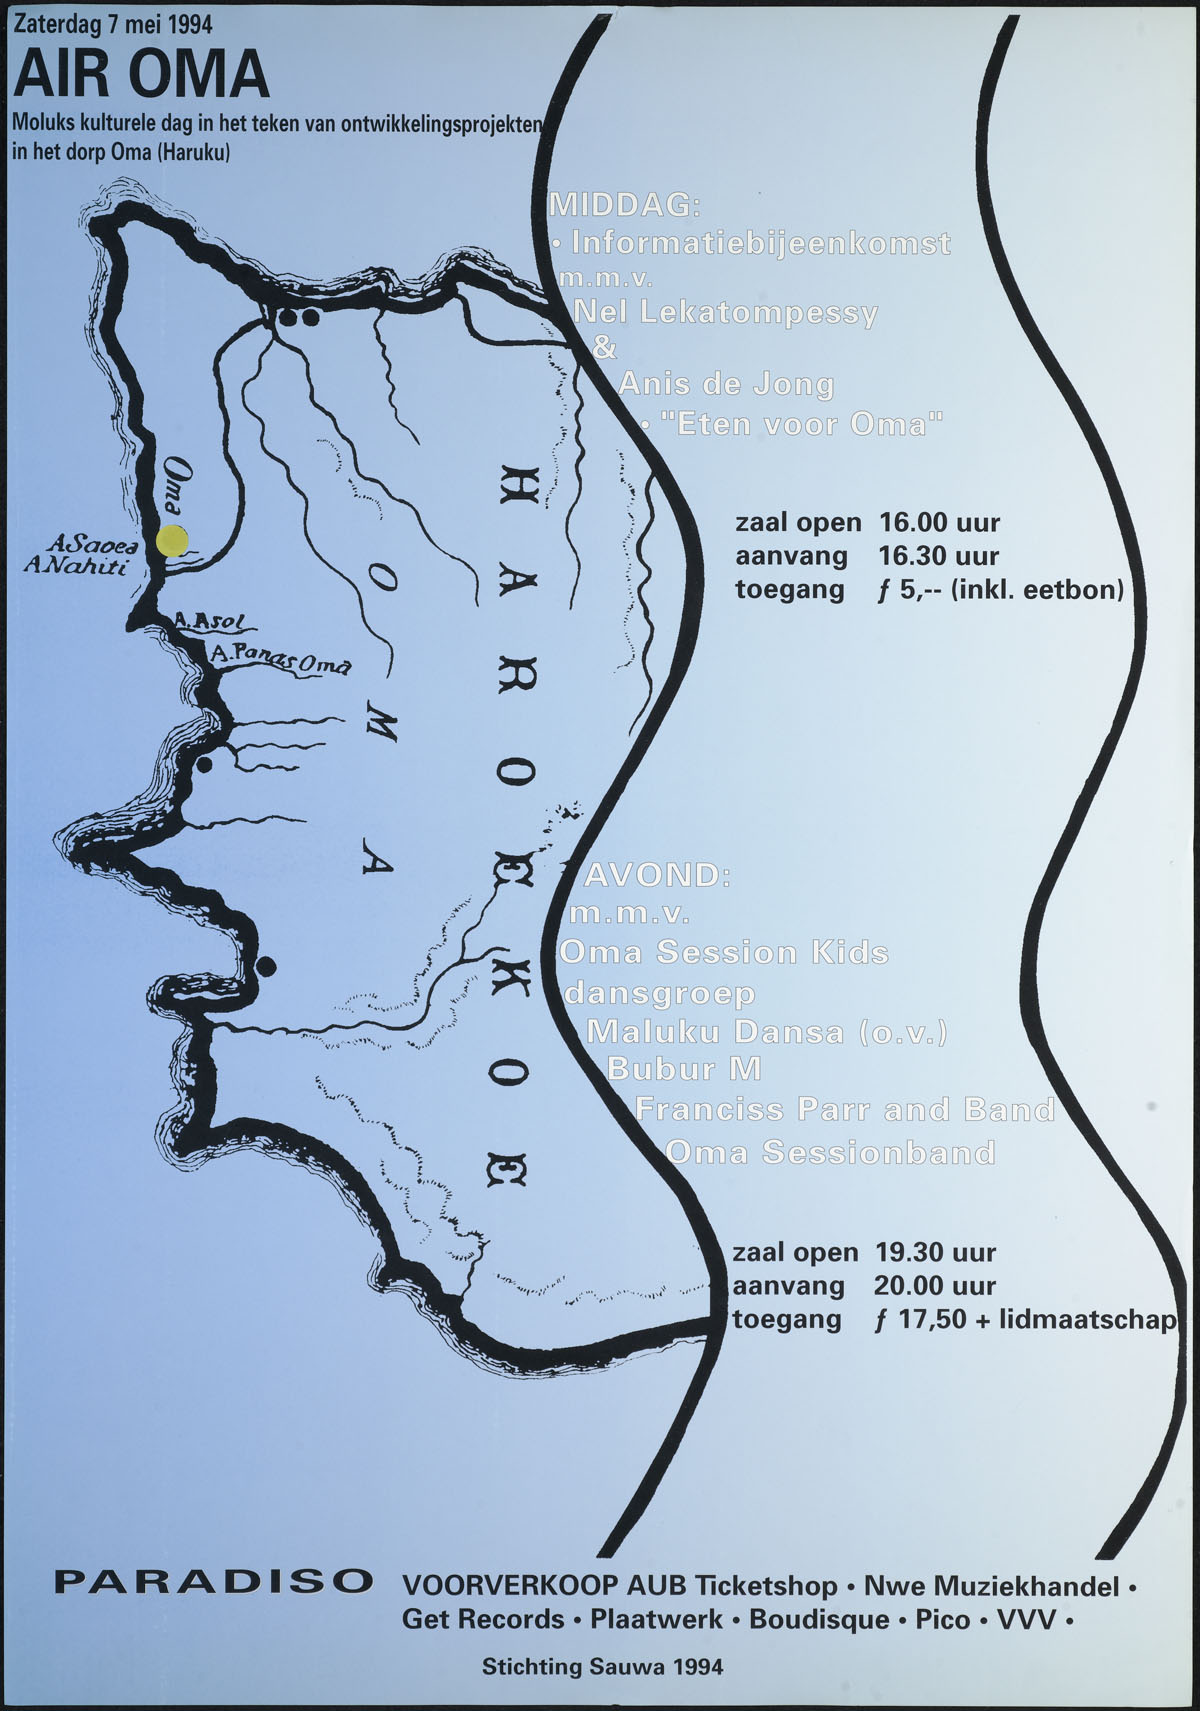 Zaterdag 7 mei 1994
AIR OMA
Moluks kulturele dag in het teken van ontwikkelingsprojekten
in het dorp Oma (Haruku)
MIDDAG:
• Informatiebijeenkomst
m.m.v.
Nel Lekatompessy
&
Anis de Jong
• "Eten voor Oma"
zaal open 16.00 uur
aanvang 16.30 uur
toegang ƒ 5,-- (inkl. eetbon)
Oma
A Saoea
A Nahiti
A. Asol
A. Panas Oma
OMA
HAROEKOE
AVOND:
m.m.v.
Oma Session Kids
dansgroep
Maluku Dansa (o.v.)
Bubur M
Franciss Parr and Band
Oma Sessionband
zaal open 19.30 uur
aanvang 20.00 uur
toegang ƒ 17,50 + lidmaatschap
PARADISO
VOORVERKOOP AUB Ticketshop • Nwe Muziekhandel •
Get Records • Plaatwerk • Boudisque • Pico • VVV •
Stichting Sauwa 1994